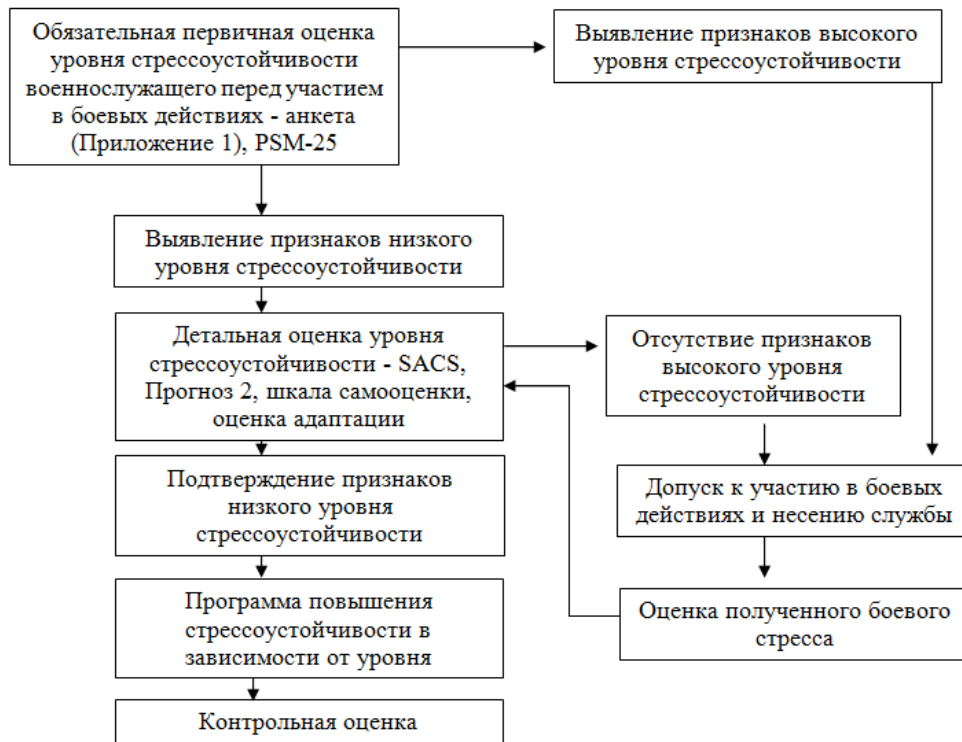 Обязательная первичная оценка
уровня стрессоустойчивости
военнослужащего перед участием
в боевых действиях - анкета
(Приложение 1), PSM-25
Выявление признаков высокого
уровня стрессоустойчивости
Выявление признаков низкого
уровня стрессоустойчивости
Детальная оценка уровня
стрессоустойчивости - SACS,
Прогноз 2, шкала самооценки,
оценка адаптации
Отсутствие признаков
высокого уровня
стрессоустойчивости
Подтверждение признаков
низкого уровня
стрессоустойчивости
Допуск к участию в боевых
действиях и несению службы
Программа повышения
стрессоустойчивости в
зависимости от уровня
Оценка полученного боевого
стресса
Контрольная оценка